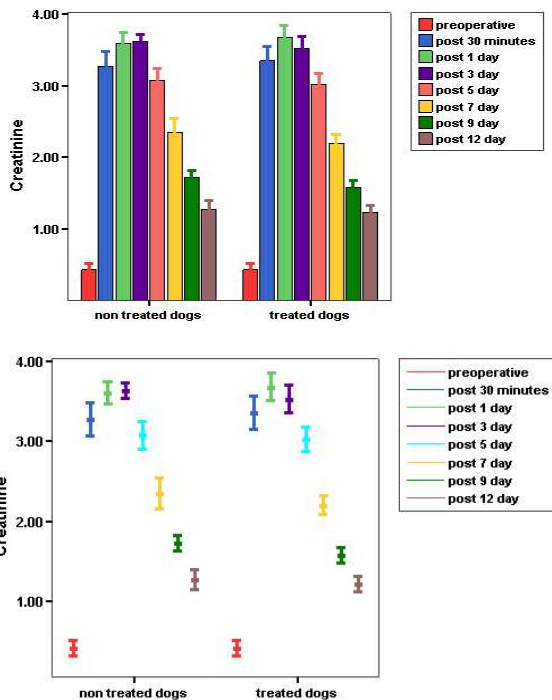 4.00
3.00
2.00
1.00
Creatinine
non treated dogs
treated dogs
preoperative
post 30 minutes
post 1 day
post 3 day
post 5 day
post 7 day
post 9 day
post 12 day
4.00
3.00
2.00
1.00
Creatinine
non treated dogs
treated dogs
preoperative
post 30 minutes
post 1 day
post 3 day
post 5 day
post 7 day
post 9 day
post 12 day